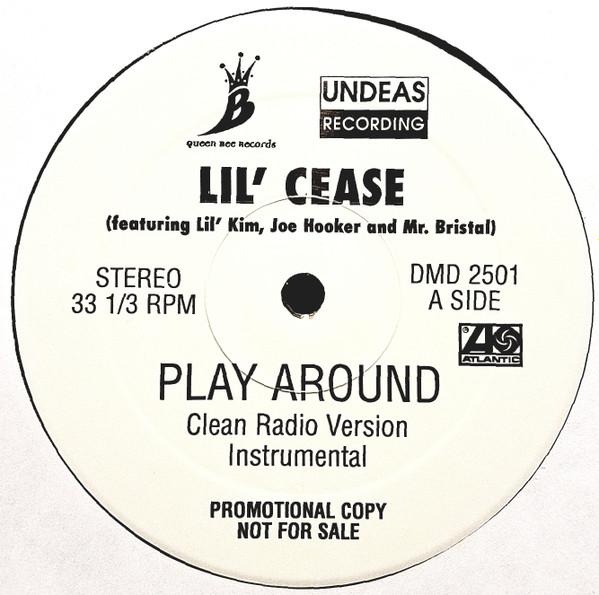 B
Queen Bee Records
UNDEAS
RECORDING
LIL' CEASE
(featuring Lil' Kim, Joe Hooker and Mr. Bristal)
STEREO
33 1/3 RPM
DMD 2501
A SIDE
ATLANTIC
PLAY AROUND
Clean Radio Version
Instrumental
PROMOTIONAL COPY
NOT FOR SALE